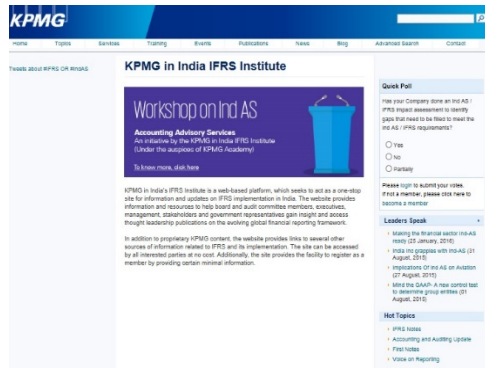 KPMG
Home Topics Services Training Events Publications News Blog Advanced Search Contact
Tweets about #IFRS OR #IndAS
KPMG in India IFRS Institute
Workshop on Ind AS
Accounting Advisory Services
An initiative by the KPMG in India IFRS Institute
(Under the auspices of KPMG Academy)
To know more, click here
KPMG in India's IFRS Institute is a web-based platform, which seeks to act as a one-stop
site for information and updates on IFRS implementation in India. The website provides
information and resources to help board and audit committee members, executives,
management, stakeholders and government representatives gain insight and access
thought leadership publications on the evolving global financial reporting framework.
In addition to proprietary KPMG content, the website provides links to several other
sources of information related to IFRS and its implementation. The site can be accessed
by all interested parties at no cost. Additionally, the site provides the facility to register as a
member by providing certain minimal information.
Quick Poll
Has your Company done an Ind AS /
IFRS impact assessment to identify
gaps that need to be filled to meet the
Ind AS / IFRS requirements?
Yes
No
Partially
Please login to submit your votes.
If not a member, please click here to
become a member
Leaders Speak
Making the financial sector Ind-AS
ready (25 January, 2016)
India Inc grapples with Ind-AS (31
August, 2015)
Implications Of Ind AS on Aviation
(27 August, 2015)
Mind the GAAP- A new control test
to determine group entities (01
August, 2015)
Hot Topics
IFRS Notes
Accounting and Auditing Update
First Notes
Voice on Reporting